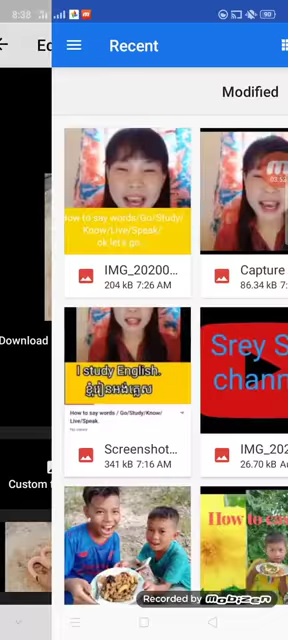 8:38
90
Ec
Recent
Modified
How to say words/Go/Study/
Know/Live/Speak/
ok let's go.
IMG_20200...
204 kB 7:26 AM
Capture
86.34 kB 7:
Download
I study English.
ខ្ញុំរៀនអង់គ្លេស
How to say words / Go/Study/Know/
Live/Speak.
Srey S
chann
Screenshot...
341 kB 7:16 AM
IMG_202
26.70 kB
Custom
How to
Recorded by Mobizen